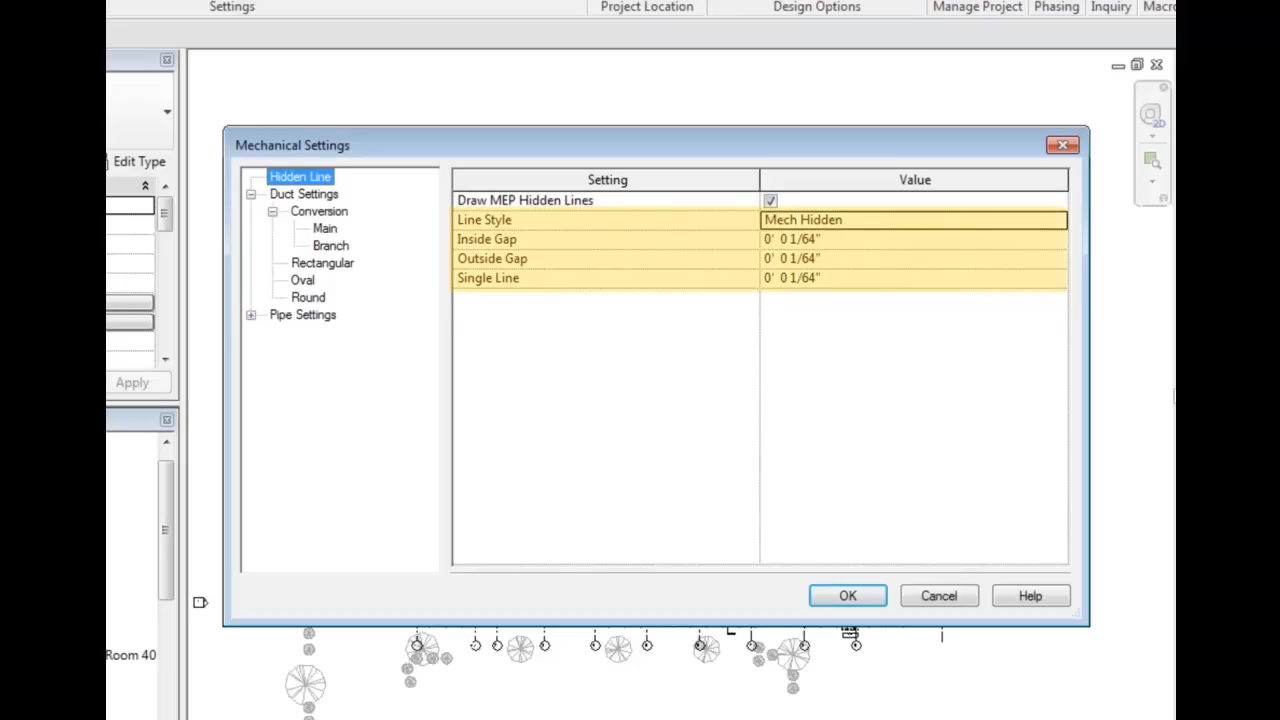 Settings
Project Location
Design Options
Manage Project
Phasing
Inquiry
2D
Edit Type
Apply
Room 40
Mechanical Settings
Hidden Line
Duct Settings
Conversion
Main
Branch
Rectangular
Oval
Round
Pipe Settings
Setting Value
Draw MEP Hidden Lines
Line Style Mech Hidden
Inside Gap 0' 0 1/64"
Outside Gap 0' 0 1/64"
Single Line 0' 0 1/64"
OK Cancel Help